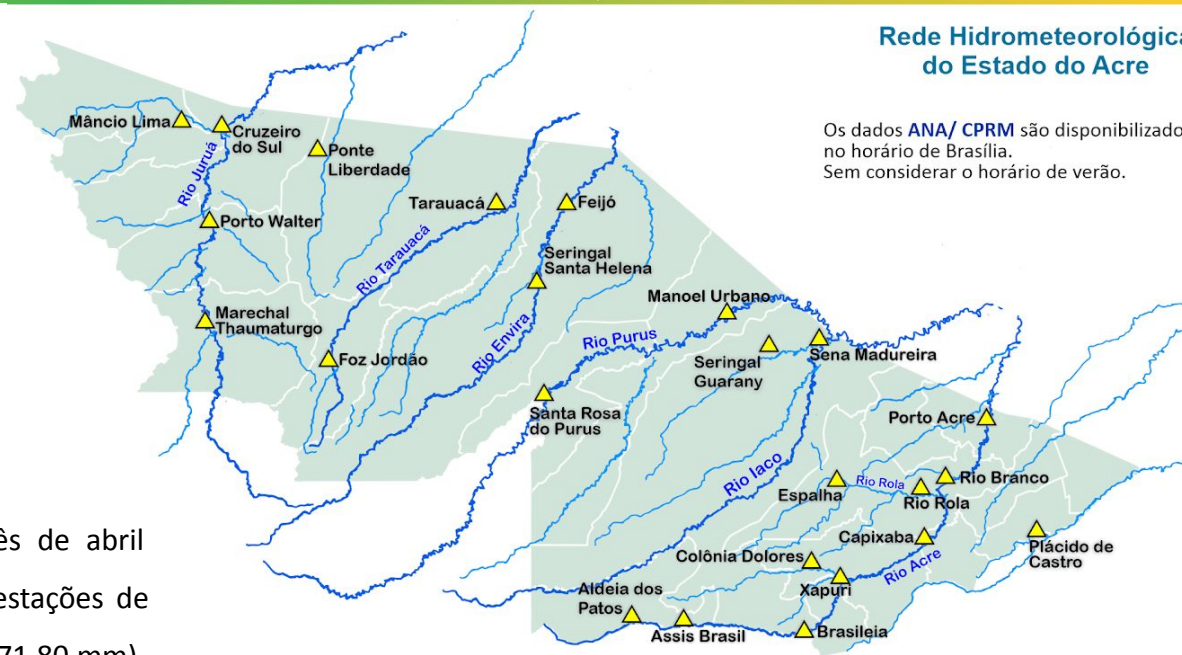 Rede Hidrometeorológica
do Estado do Acre
Os dados ANA/ CPRM são disponibilizado
no horário de Brasília.
Sem considerar o horário de verão.
Mâncio Lima
Cruzeiro
do Sul
Ponte
Liberdade
Rio Juruá
Porto Walter
Tarauacá
Feijó
Rio Tarauacá
Seringal
Santa Helena
Marechal
Thaumaturgo
Foz Jordão
Rio Envira
Manoel Urbano
Rio Purus
Seringal
Guarany
Sena Madureira
Santa Rosa
do Purus
Porto Acre
Rio Iaco
Espalha
Rio Rola
Rio Branco
Rio Rola
Capixaba
Plácido de
Castro
Colônia Dolores
Rio Acre
Xapuri
Aldeia dos
Patos
Assis Brasil
Brasileia
ês de abril
estações de
71,80 mm)